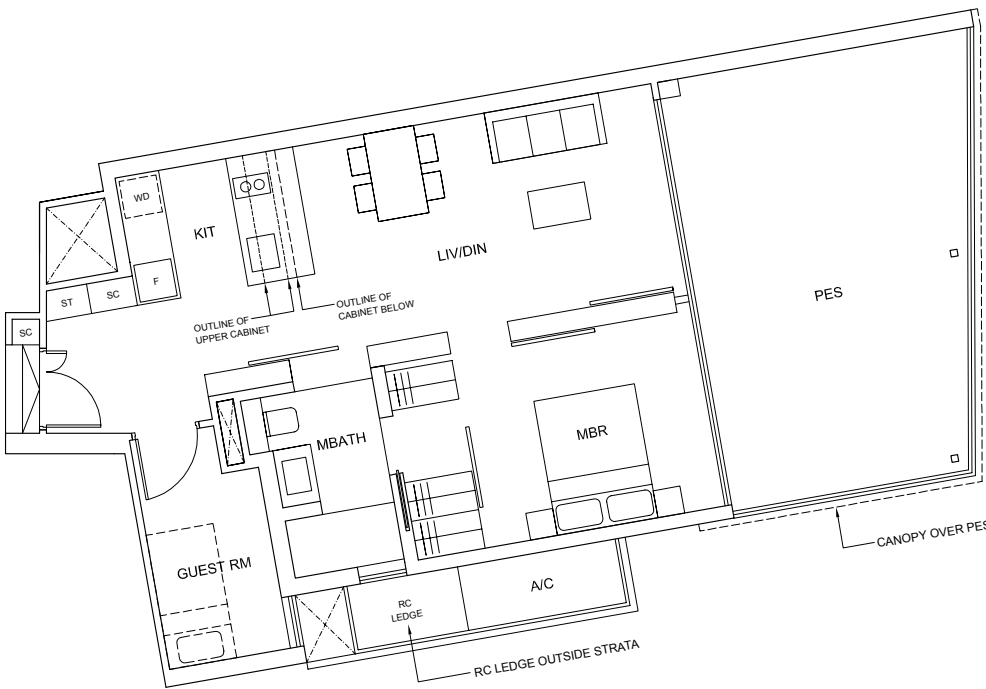 WD
KIT
LIV/DIN
PES
F
ST
SC
SC
OUTLINE OF
UPPER CABINET
OUTLINE OF
CABINET BELOW
MBATH
MBR
GUEST RM
RC
LEDGE
A/C
CANOPY OVER PES
RC LEDGE OUTSIDE STRATA